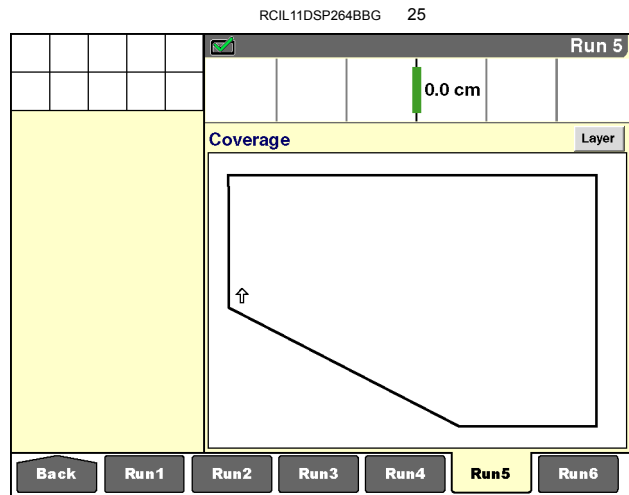 RCIL11DSP264BBG 25
Run 5
0.0 cm
Coverage Layer
Back Run1 Run2 Run3 Run4 Run5 Run6